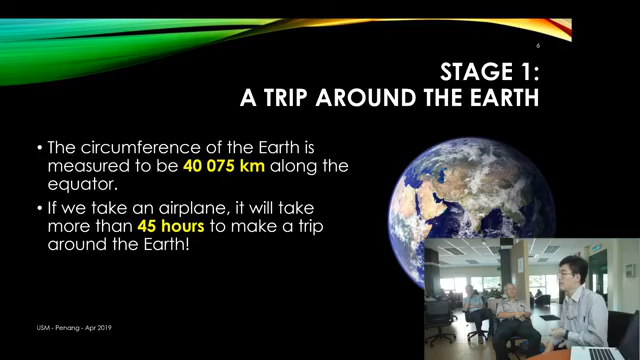 6
STAGE 1:
A TRIP AROUND THE EARTH
• The circumference of the Earth is
measured to be 40 075 km along the
equator.
• If we take an airplane, it will take
more than 45 hours to make a trip
around the Earth!
USM - Penang - Apr 2019